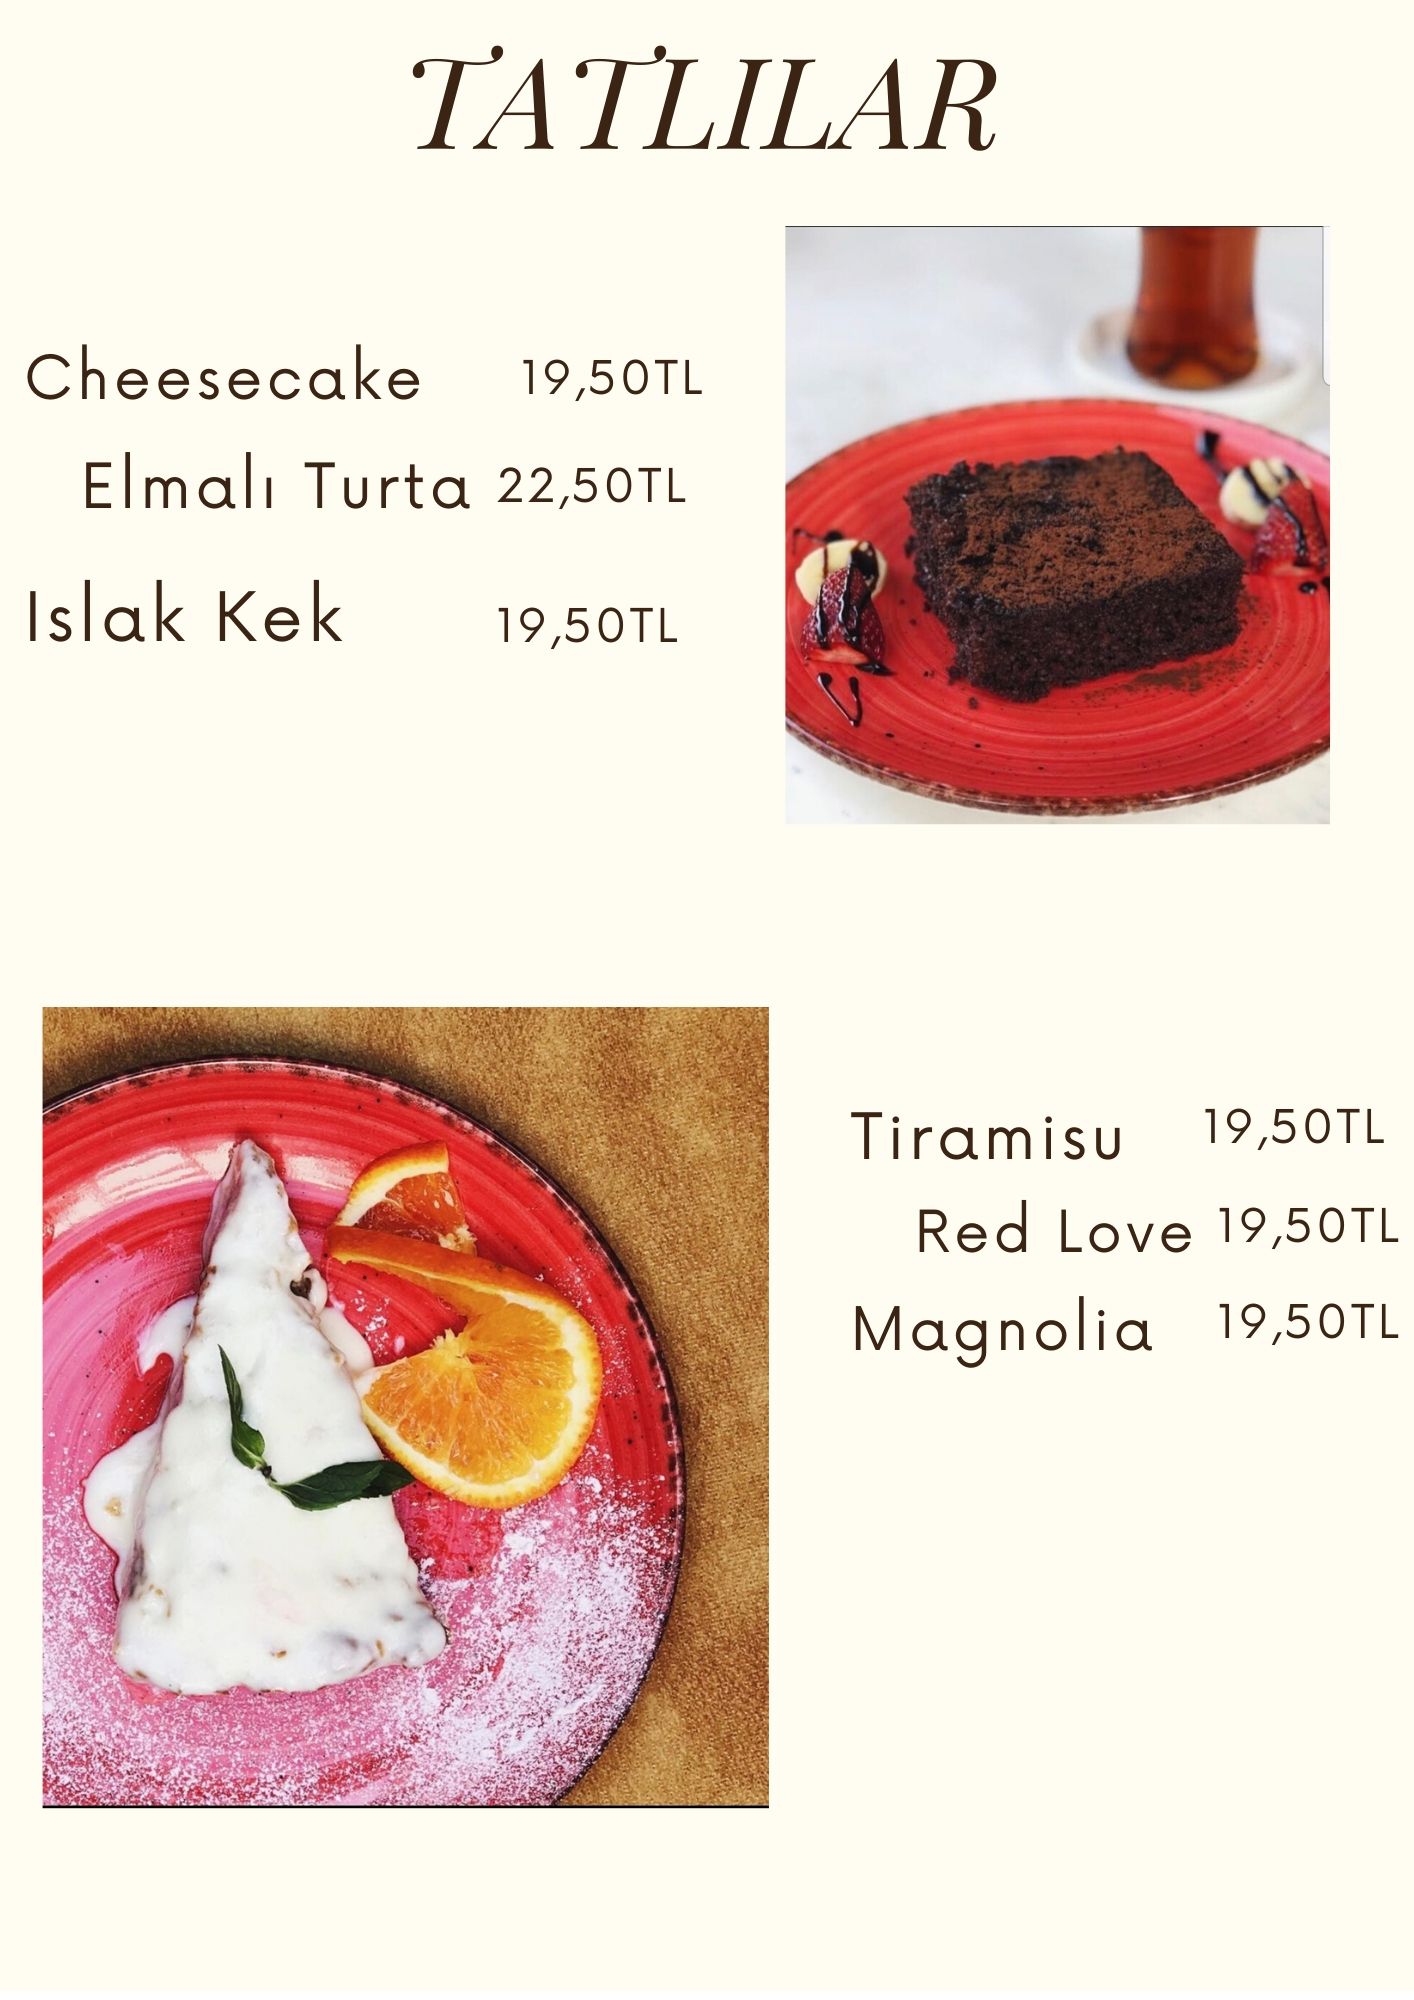 TATLILAR
Cheesecake 19,50TL
Elmalı Turta 22,50TL
Islak Kek 19,50TL
Tiramisu 19,50TL
Red Love 19,50TL
Magnolia 19,50TL